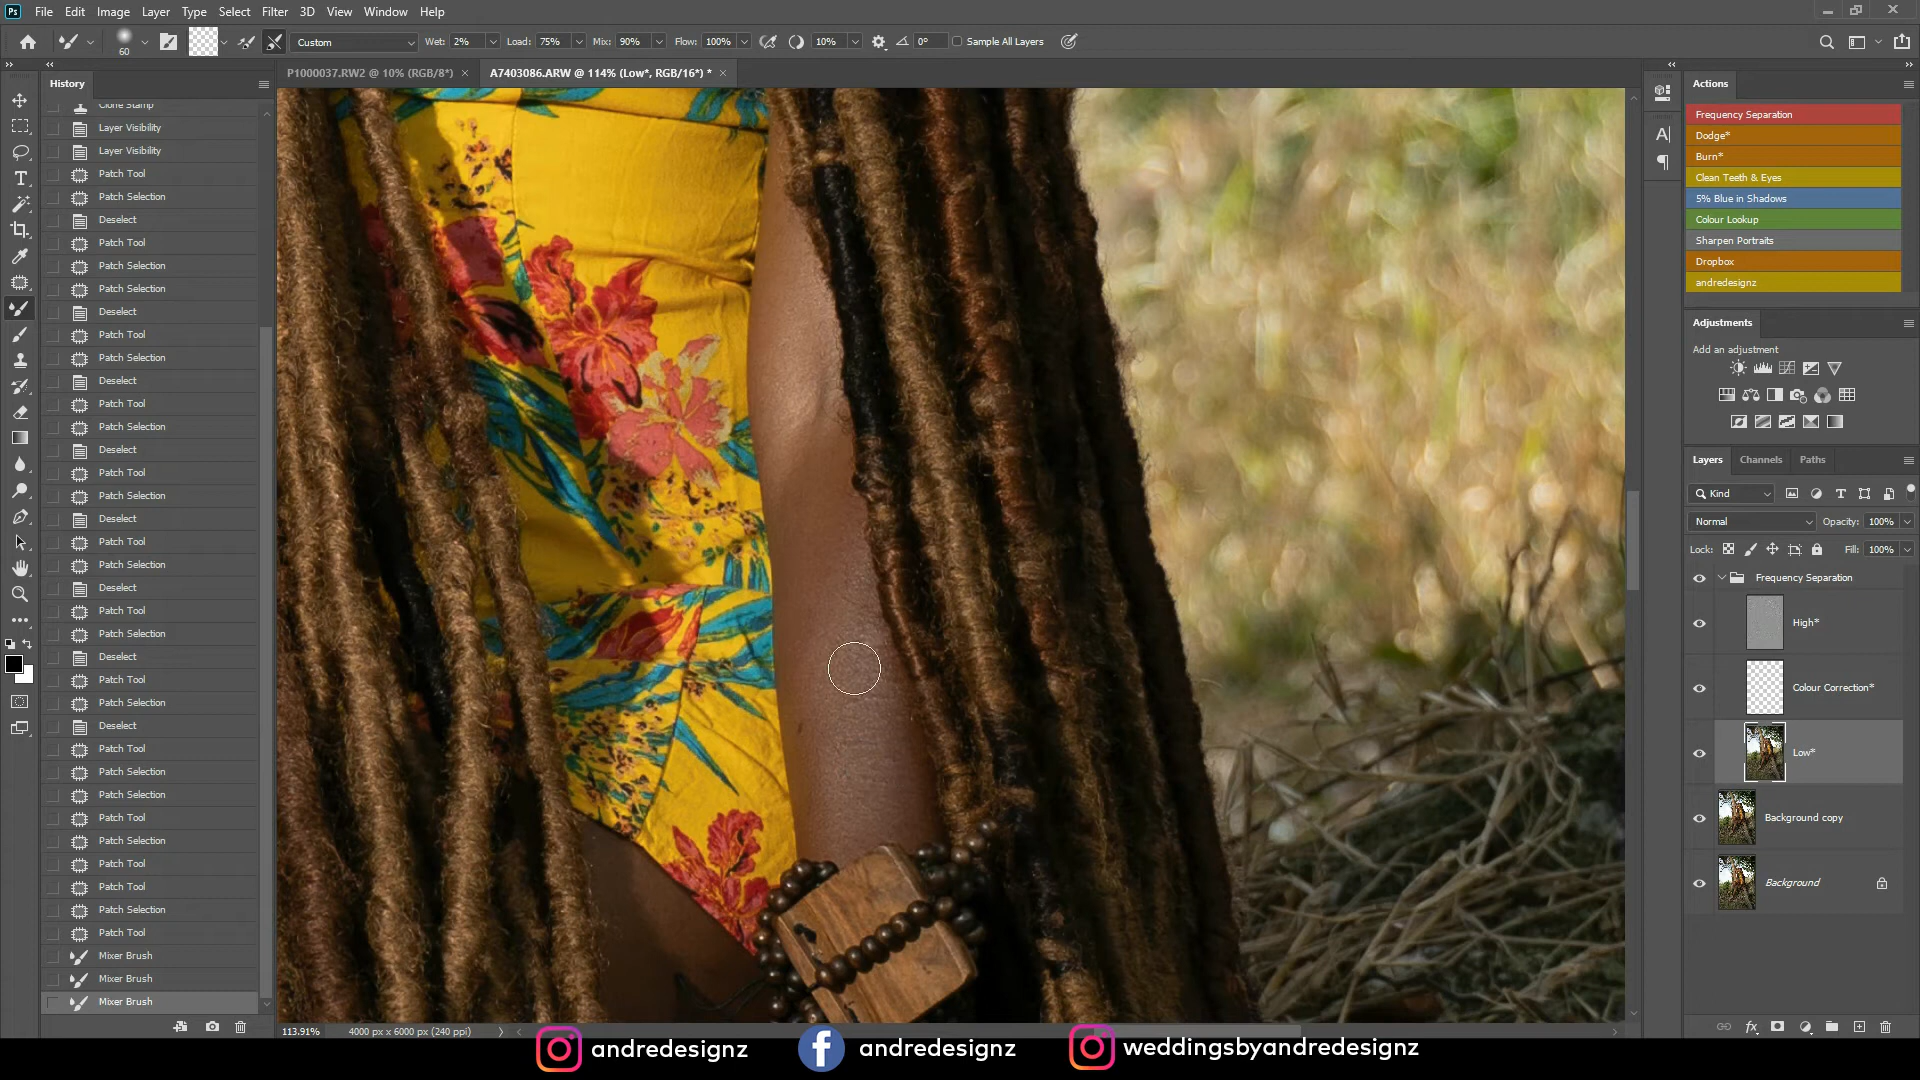 Ps File Edit Image Layer Type Select Filter 3D View Window Help
60 Custom Wet: 2% Load: 75% Mix: 90% Flow: 100% 10% 0° Sample All Layers
P1000037.RW2 @ 10% (RGB/8*) × A7403086.ARW @ 114% (Low*, RGB/16*) * ×
History
Clone Stamp
Layer Visibility
Layer Visibility
Patch Tool
Patch Selection
Deselect
Patch Tool
Patch Selection
Patch Selection
Deselect
Patch Tool
Patch Selection
Deselect
Patch Tool
Patch Selection
Deselect
Patch Tool
Patch Selection
Deselect
Patch Tool
Patch Selection
Deselect
Patch Tool
Patch Selection
Deselect
Patch Tool
Patch Selection
Deselect
Patch Tool
Patch Selection
Patch Selection
Patch Tool
Patch Selection
Patch Tool
Patch Tool
Patch Selection
Patch Tool
Mixer Brush
Mixer Brush
Mixer Brush
Actions
Frequency Separation
Dodge*
Burn*
Clean Teeth & Eyes
5% Blue in Shadows
Colour Lookup
Sharpen Portraits
Dropbox
andredesignz
Adjustments
Add an adjustment
Layers Channels Paths
Kind
Normal Opacity: 100%
Lock: Fill: 100%
Frequency Separation
High*
Colour Correction*
Low*
Background copy
Background
113.91% 4000 px x 6000 px (240 ppi)
andredesignz andredesignz weddingsbyandredesignz